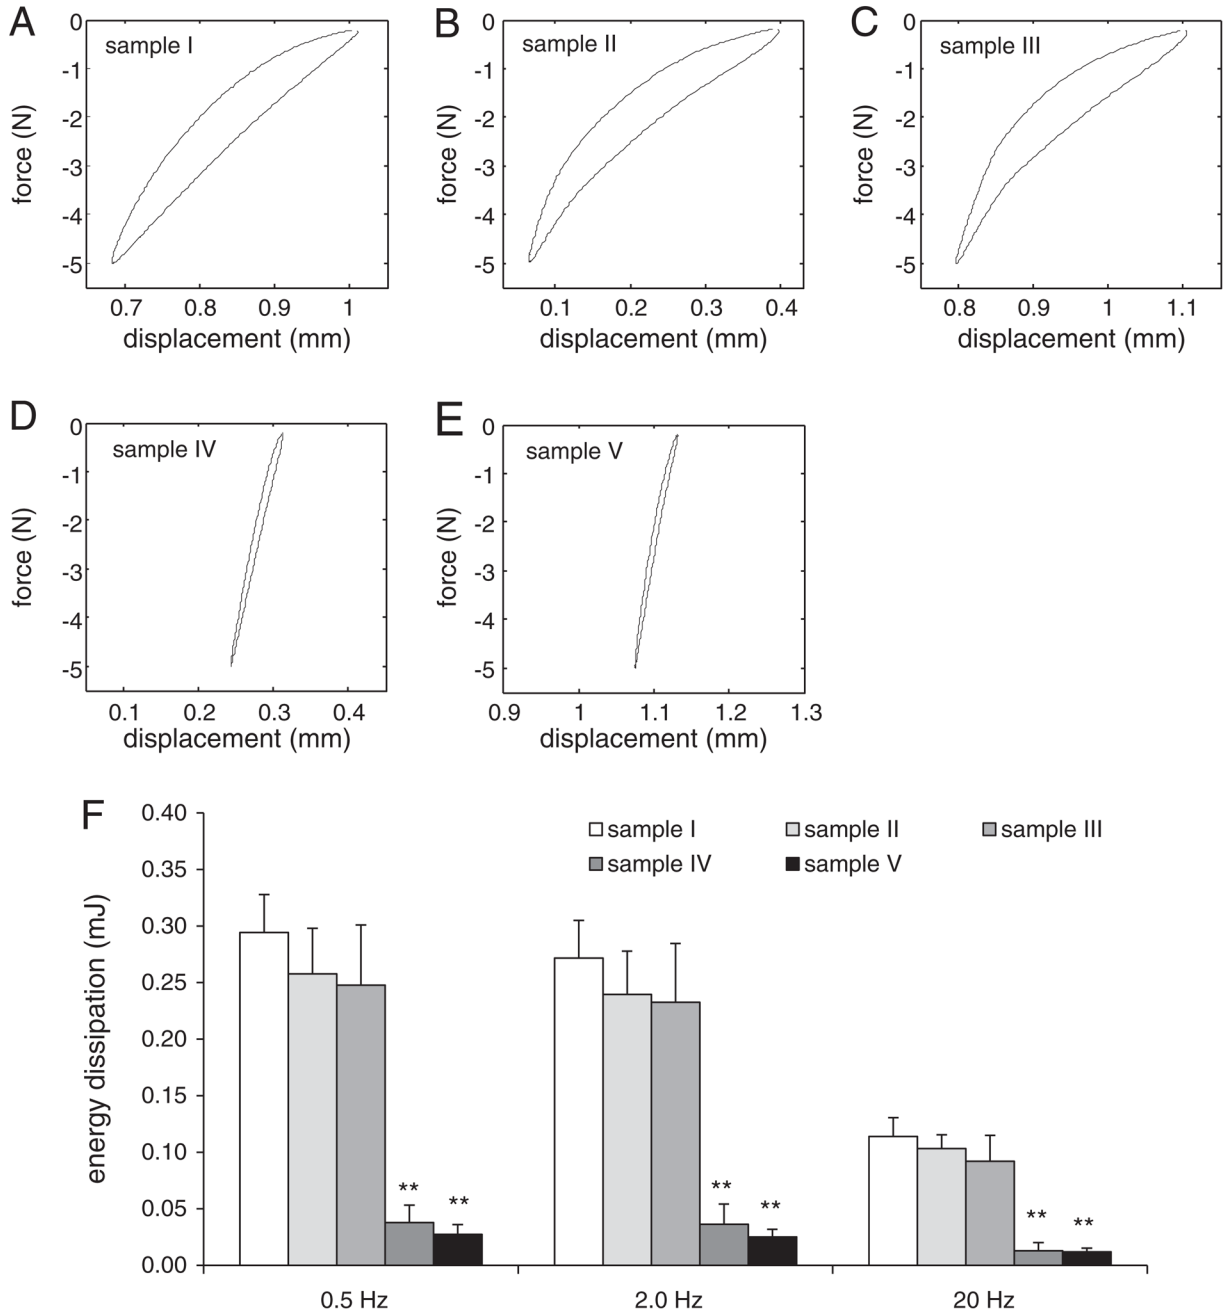 A
sample I
force (N)
0
-1
-2
-3
-4
-5
0.7 0.8 0.9 1
displacement (mm)
B
sample II
force (N)
0
-1
-2
-3
-4
-5
0.1 0.2 0.3 0.4
displacement (mm)
C
sample III
force (N)
0
-1
-2
-3
-4
-5
0.8 0.9 1 1.1
displacement (mm)
D
sample IV
force (N)
0
-1
-2
-3
-4
-5
0.1 0.2 0.3 0.4
displacement (mm)
E
sample V
force (N)
0
-1
-2
-3
-4
-5
0.9 1 1.1 1.2 1.3
displacement (mm)
F
energy dissipation (mJ)
0.40
0.35
0.30
0.25
0.20
0.15
0.10
0.05
0.00
sample I sample II sample III
sample IV sample V
** **
** **
** **
0.5 Hz 2.0 Hz 20 Hz